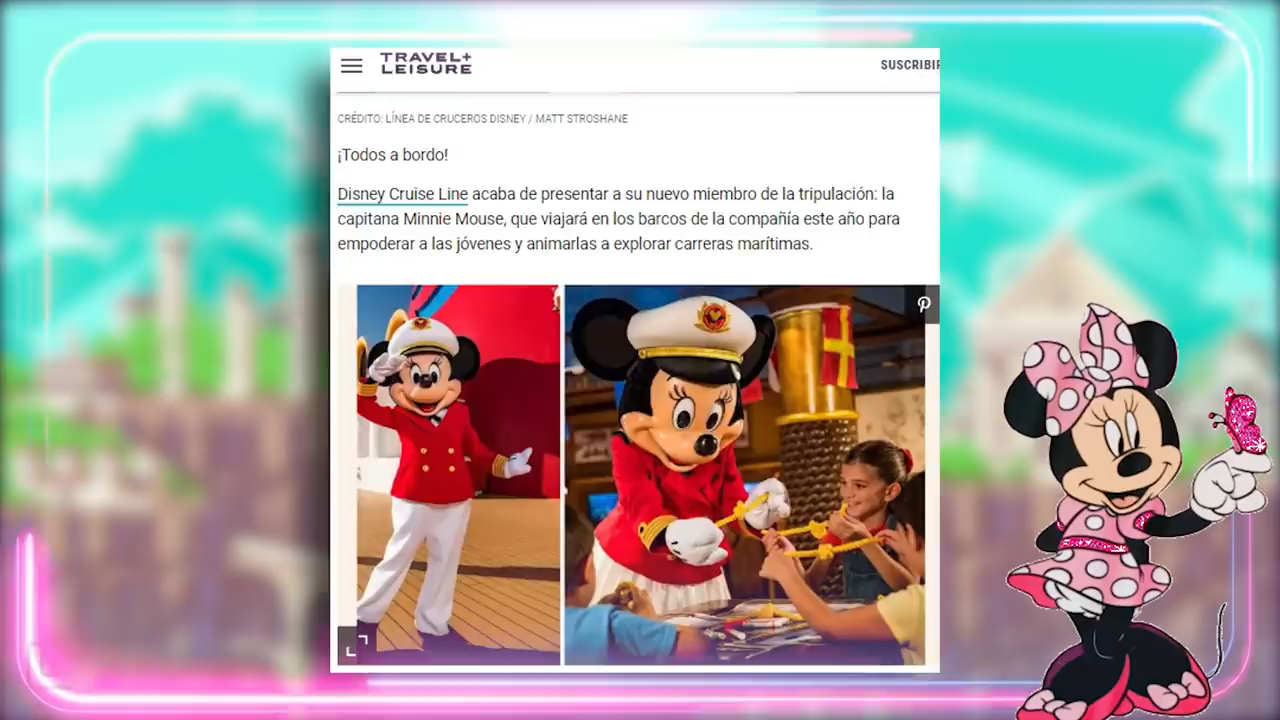 TRAVEL+
LEISURE
SUSCRIBIR
CRÉDITO: LÍNEA DE CRUCEROS DISNEY / MATT STROSHANE
¡Todos a bordo!
Disney Cruise Line acaba de presentar a su nuevo miembro de la tripulación: la
capitana Minnie Mouse, que viajará en los barcos de la compañía este año para
empoderar a las jóvenes y animarlas a explorar carreras marítimas.